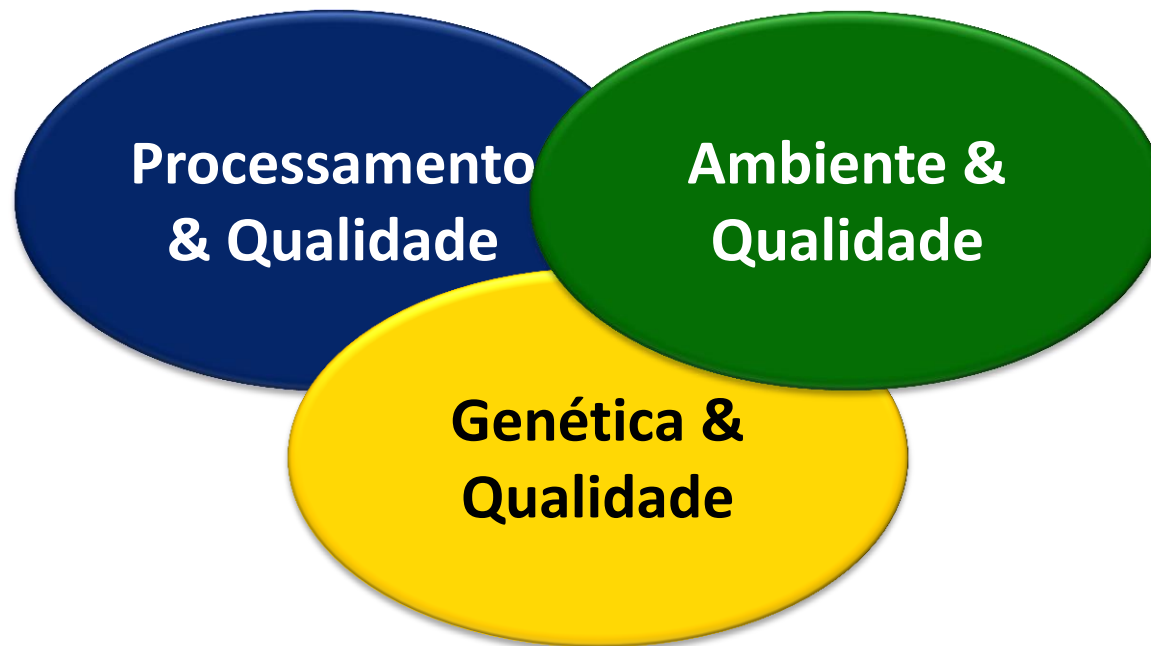 Processamento
& Qualidade
Ambiente &
Qualidade
Genética &
Qualidade